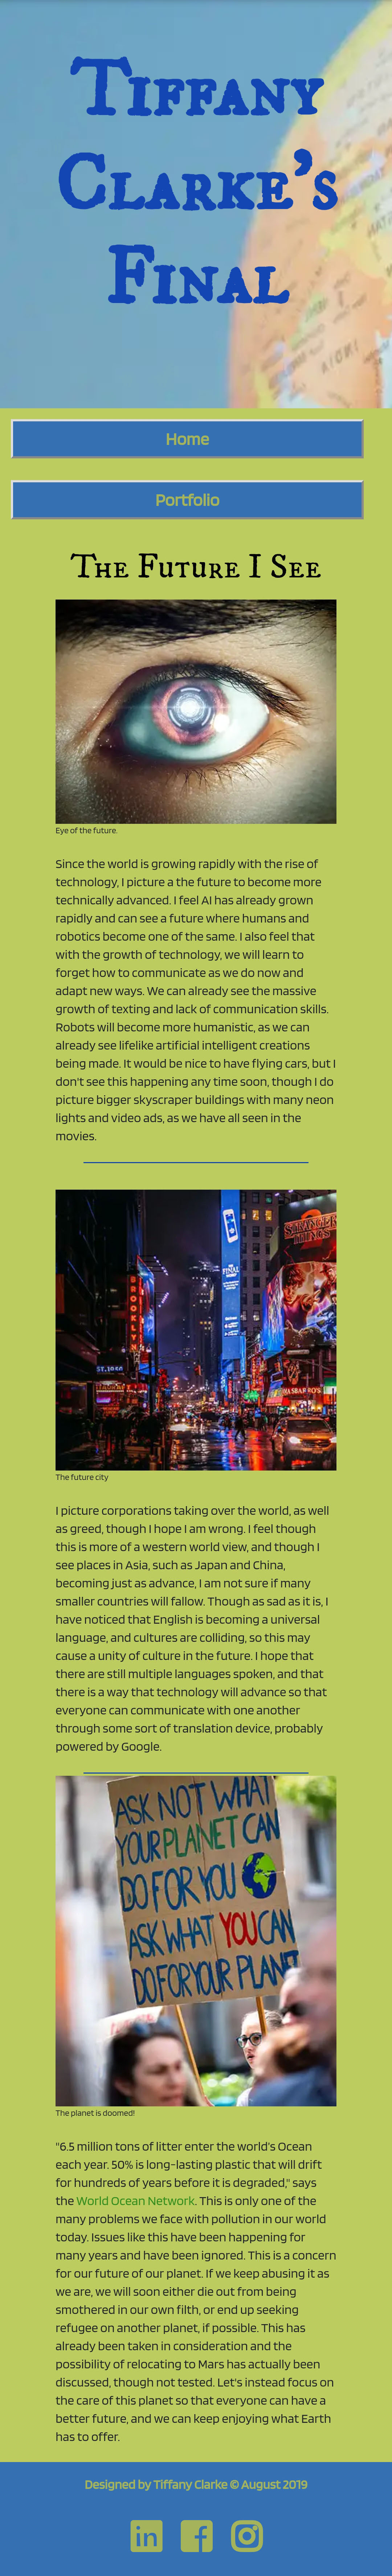 Tiffany
Clarke's
Final
Home
Portfolio
The Future I See
Eye of the future.
Since the world is growing rapidly with the rise of
technology, I picture a the future to become more
technically advanced. I feel AI has already grown
rapidly and can see a future where humans and
robotics become one of the same. I also feel that
with the growth of technology, we will learn to
forget how to communicate as we do now and
adapt new ways. We can already see the massive
growth of texting and lack of communication skills.
Robots will become more humanistic, as we can
already see lifelike artificial intelligent creations
being made. It would be nice to have flying cars, but I
don't see this happening any time soon, though I do
picture bigger skyscraper buildings with many neon
lights and video ads, as we have all seen in the
movies.
BROOKLYN
FINAL
STRANGER
THINGS
The future city
I picture corporations taking over the world, as well
as greed, though I hope I am wrong. I feel though
this is more of a western world view, and though I
see places in Asia, such as Japan and China,
becoming just as advance, I am not sure if many
smaller countries will fallow. Though as sad as it is, I
have noticed that English is becoming a universal
language, and cultures are colliding, so this may
cause a unity of culture in the future. I hope that
there are still multiple languages spoken, and that
there is a way that technology will advance so that
everyone can communicate with one another
through some sort of translation device, probably
powered by Google.
ASK NOT WHAT
YOUR PLANET CAN
DO FOR YOU
ASK WHAT YOU CAN
DO FOR YOUR PLANT
The planet is doomed!
"6.5 million tons of litter enter the world's Ocean
each year. 50% is long-lasting plastic that will drift
for hundreds of years before it is degraded," says
the World Ocean Network. This is only one of the
many problems we face with pollution in our world
today. Issues like this have been happening for
many years and have been ignored. This is a concern
for our future of our planet. If we keep abusing it as
we are, we will soon either die out from being
smothered in our own filth, or end up seeking
refugee on another planet, if possible. This has
already been taken in consideration and the
possibility of relocating to Mars has actually been
discussed, though not tested. Let's instead focus on
the care of this planet so that everyone can have a
better future, and we can keep enjoying what Earth
has to offer.
Designed by Tiffany Clarke © August 2019
in